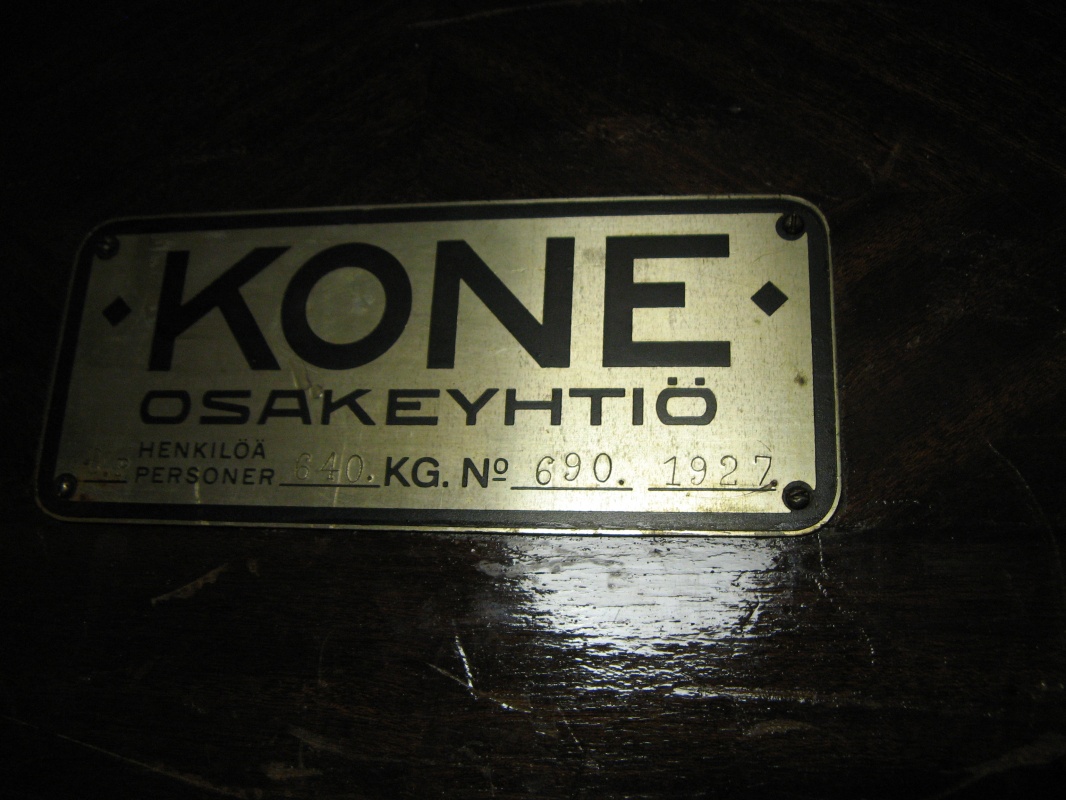 KONE
OSAKEYHTIÖ
HENKILÖÄ
PERSONER 640. KG. Nº 690. 1927.